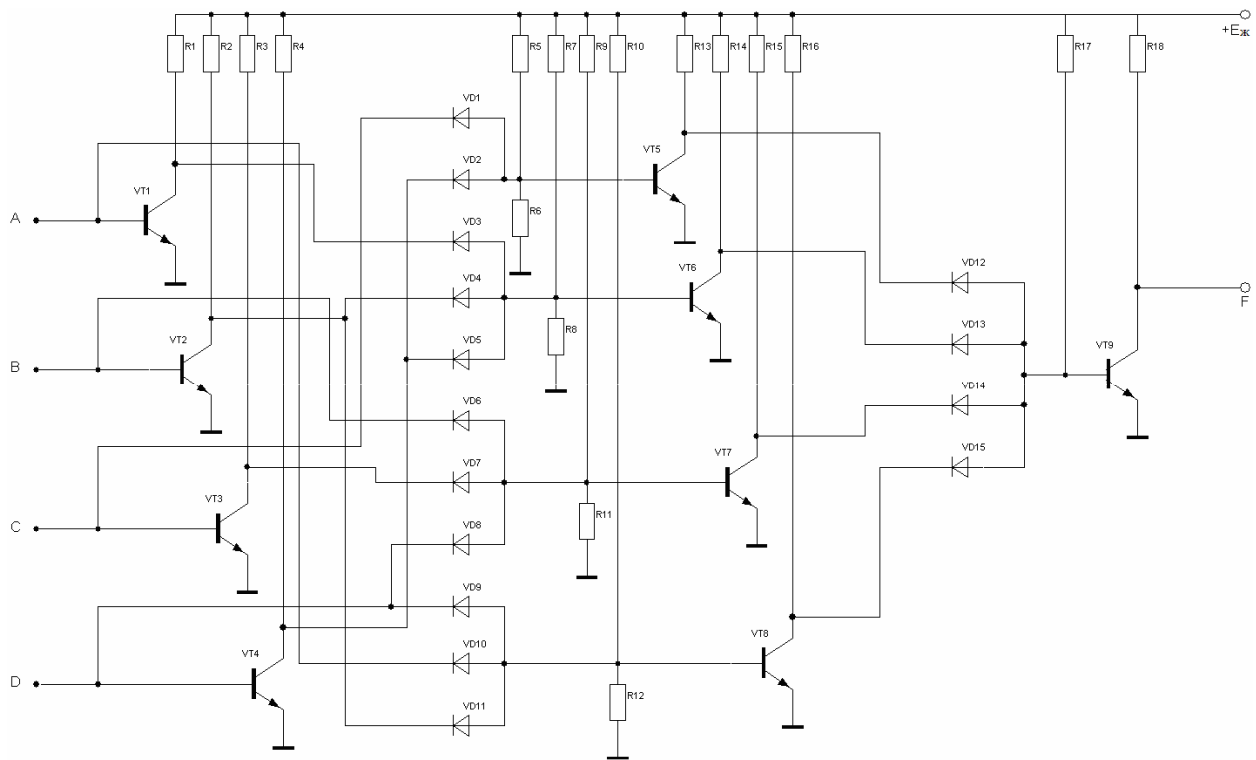 R1 R2 R3 R4 R5 R7 R9 R10 R13 R14 R15 R16 R17 R18
+Eж
VD1
VT5
VD2
VT1
A
R6
VD3
VD12
VT6
VD4
F
R8
VD13
VT2
VT9
B
VD5
VD14
VD6
VD15
VT7
VD7
VT3
R11
C
VD8
VD9
VT8
VD10
VT4
D
R12
VD11